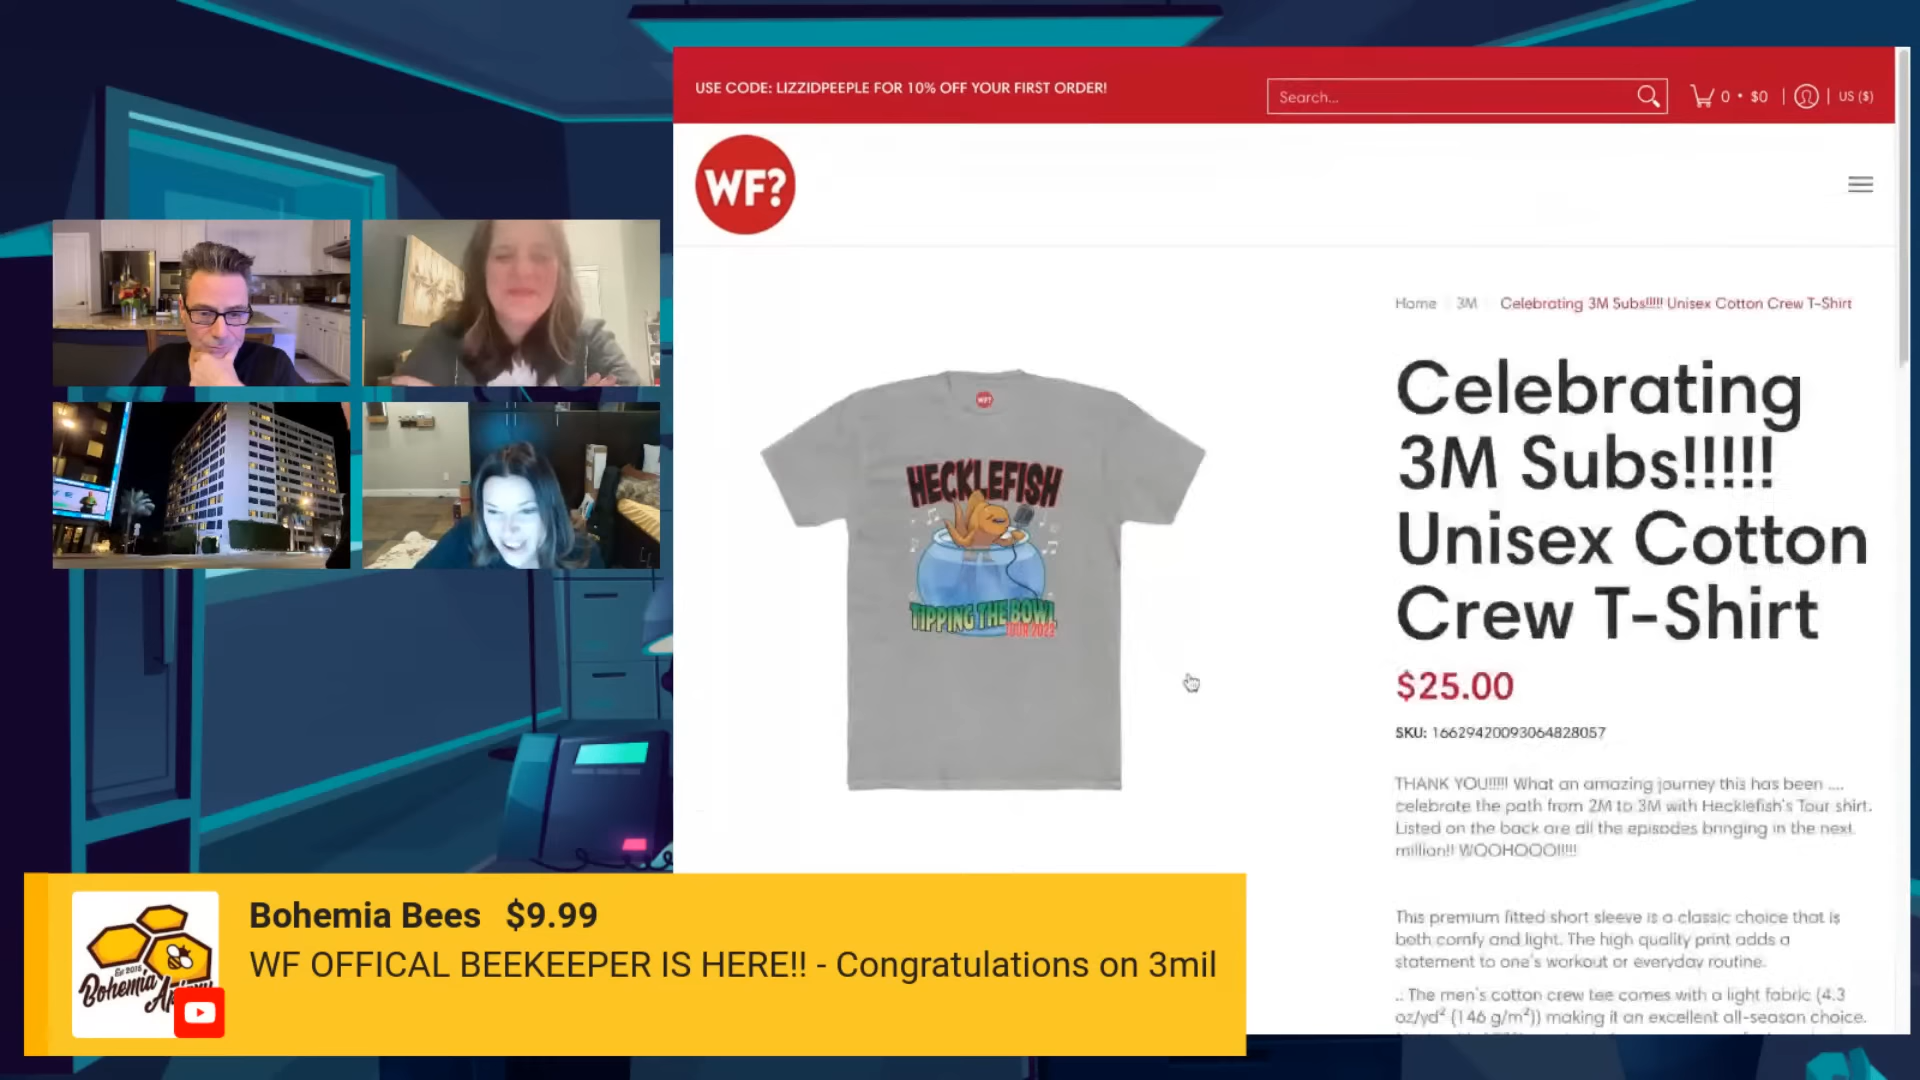 USE CODE: LIZZIDPEEPLE FOR 10% OFF YOUR FIRST ORDER!
Search...
0 • $0
US ($)
WF?
Home 3M Celebrating 3M Subs!!!!! Unisex Cotton Crew T-Shirt
WF?
HECKLEFISH
TIPPING THE BOWL
TOUR 2023
Celebrating
3M Subs!!!!!
Unisex Cotton
Crew T-Shirt
$25.00
SKU: 16629420093064828057
THANK YOU!!!!! What an amazing journey this has been ....
celebrate the path from 2M to 3M with Hecklefish's Tour shirt.
Listed on the back are all the episodes bringing in the next
million!! WOOHOOO!!!!!
This premium fitted short sleeve is a classic choice that is
both comfy and light. The high quality print adds a
statement to one's workout or everyday routine.
.: The men's cotton crew tee comes with a light fabric (4.3
oz/yd² (146 g/m²)) making it an excellent all-season choice.
Est 2018
Bohemia
Bohemia Bees $9.99
WF OFFICAL BEEKEEPER IS HERE!! - Congratulations on 3mil